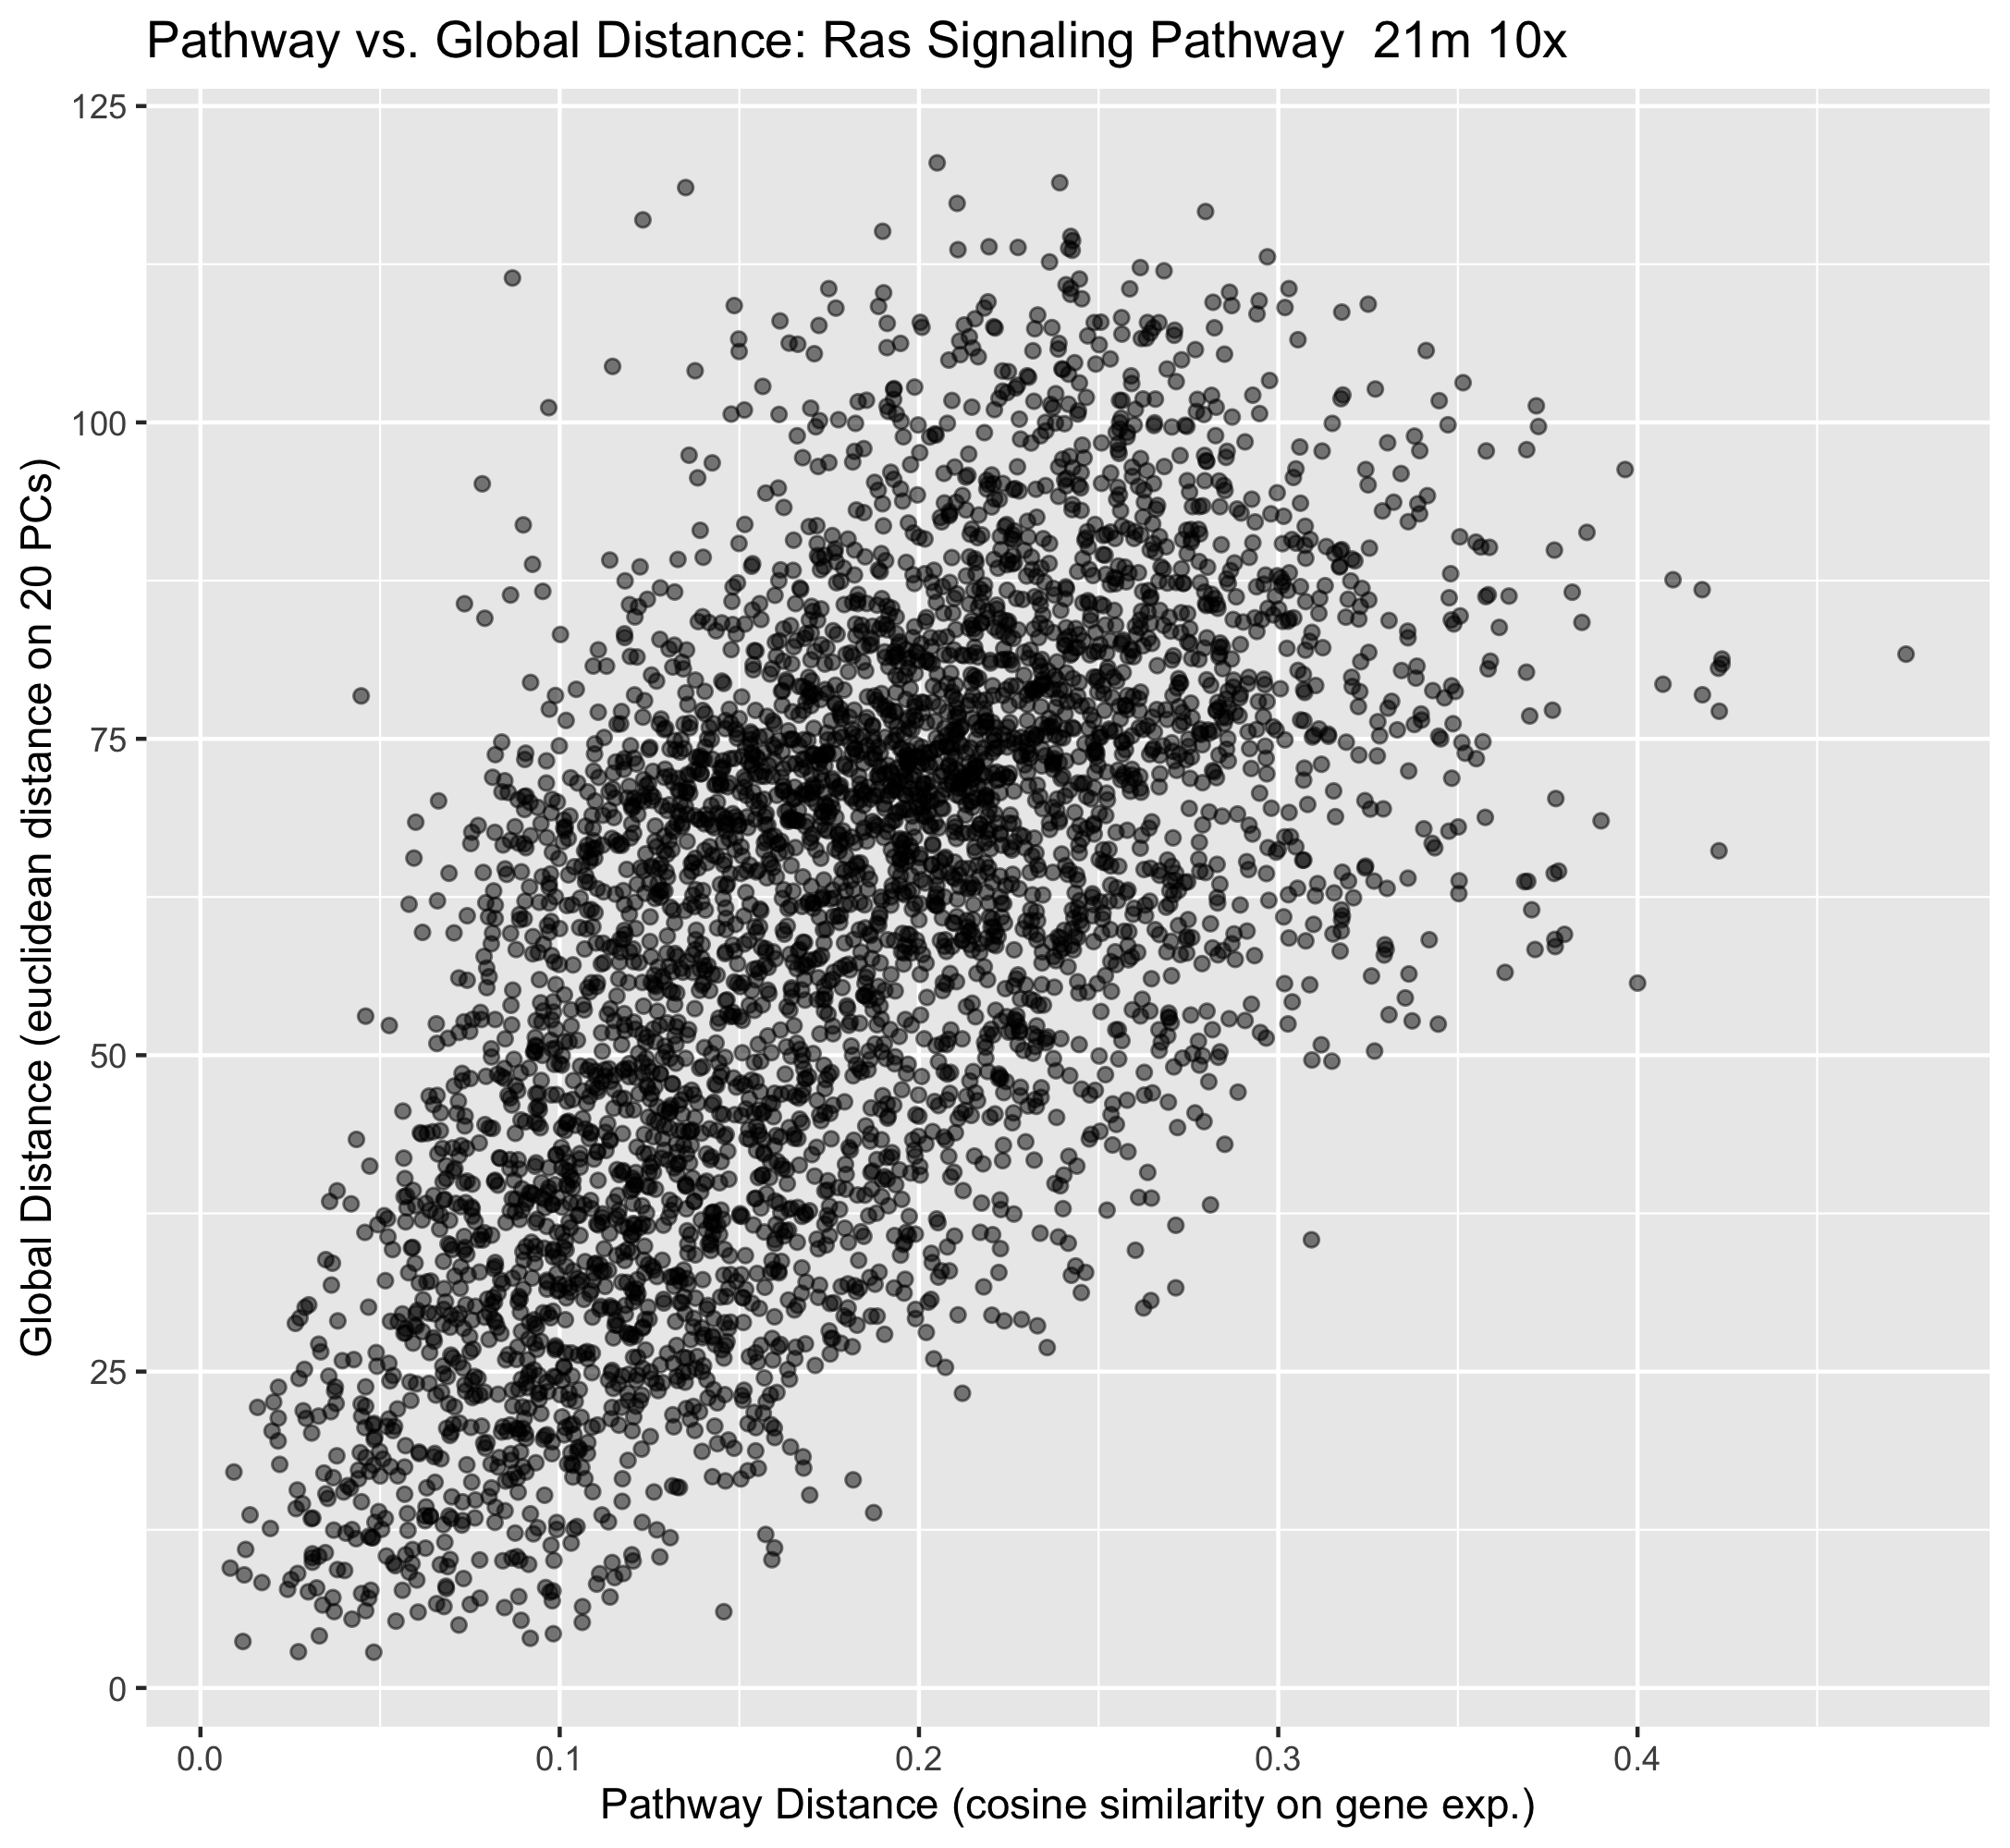 Pathway vs. Global Distance: Ras Signaling Pathway  21m 10x
125
100
75
50
25
0
Global Distance (euclidean distance on 20 PCs)
0.0 0.1 0.2 0.3 0.4
Pathway Distance (cosine similarity on gene exp.)